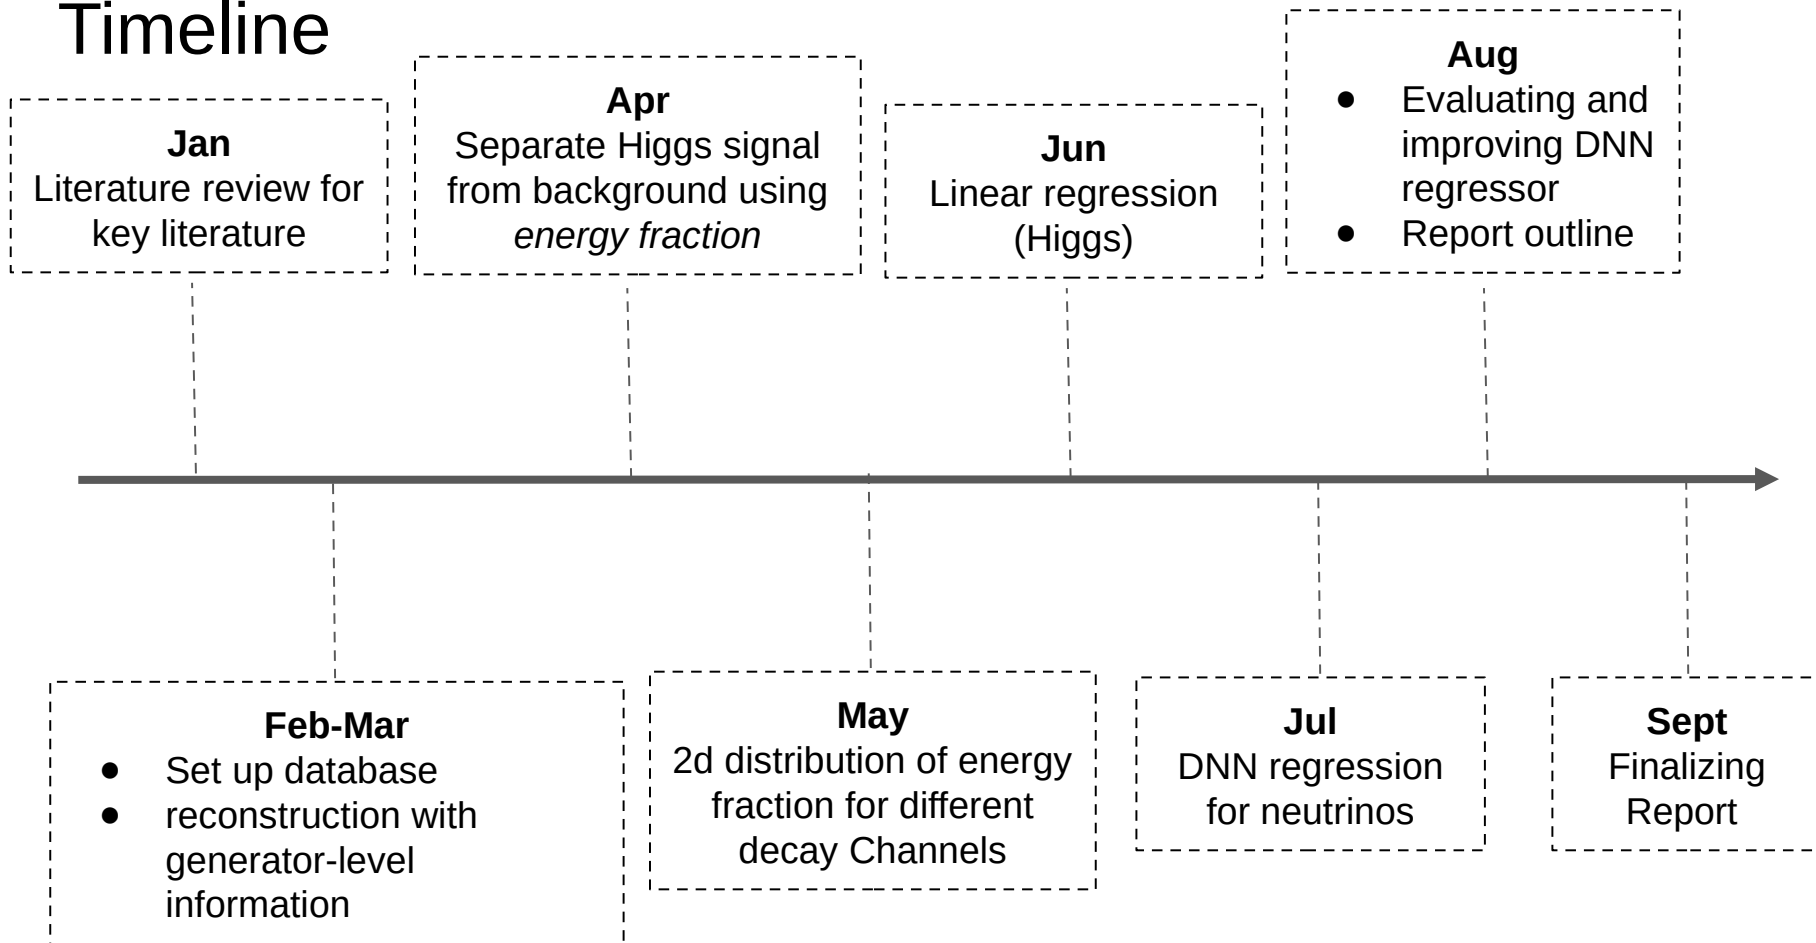 Timeline
Jan
Literature review for
key literature
Apr
Separate Higgs signal
from background using
energy fraction
Jun
Linear regression
(Higgs)
Aug
● Evaluating and
improving DNN
regressor
● Report outline
Feb-Mar
● Set up database
● reconstruction with
generator-level
information
May
2d distribution of energy
fraction for different
decay Channels
Jul
DNN regression
for neutrinos
Sept
Finalizing
Report